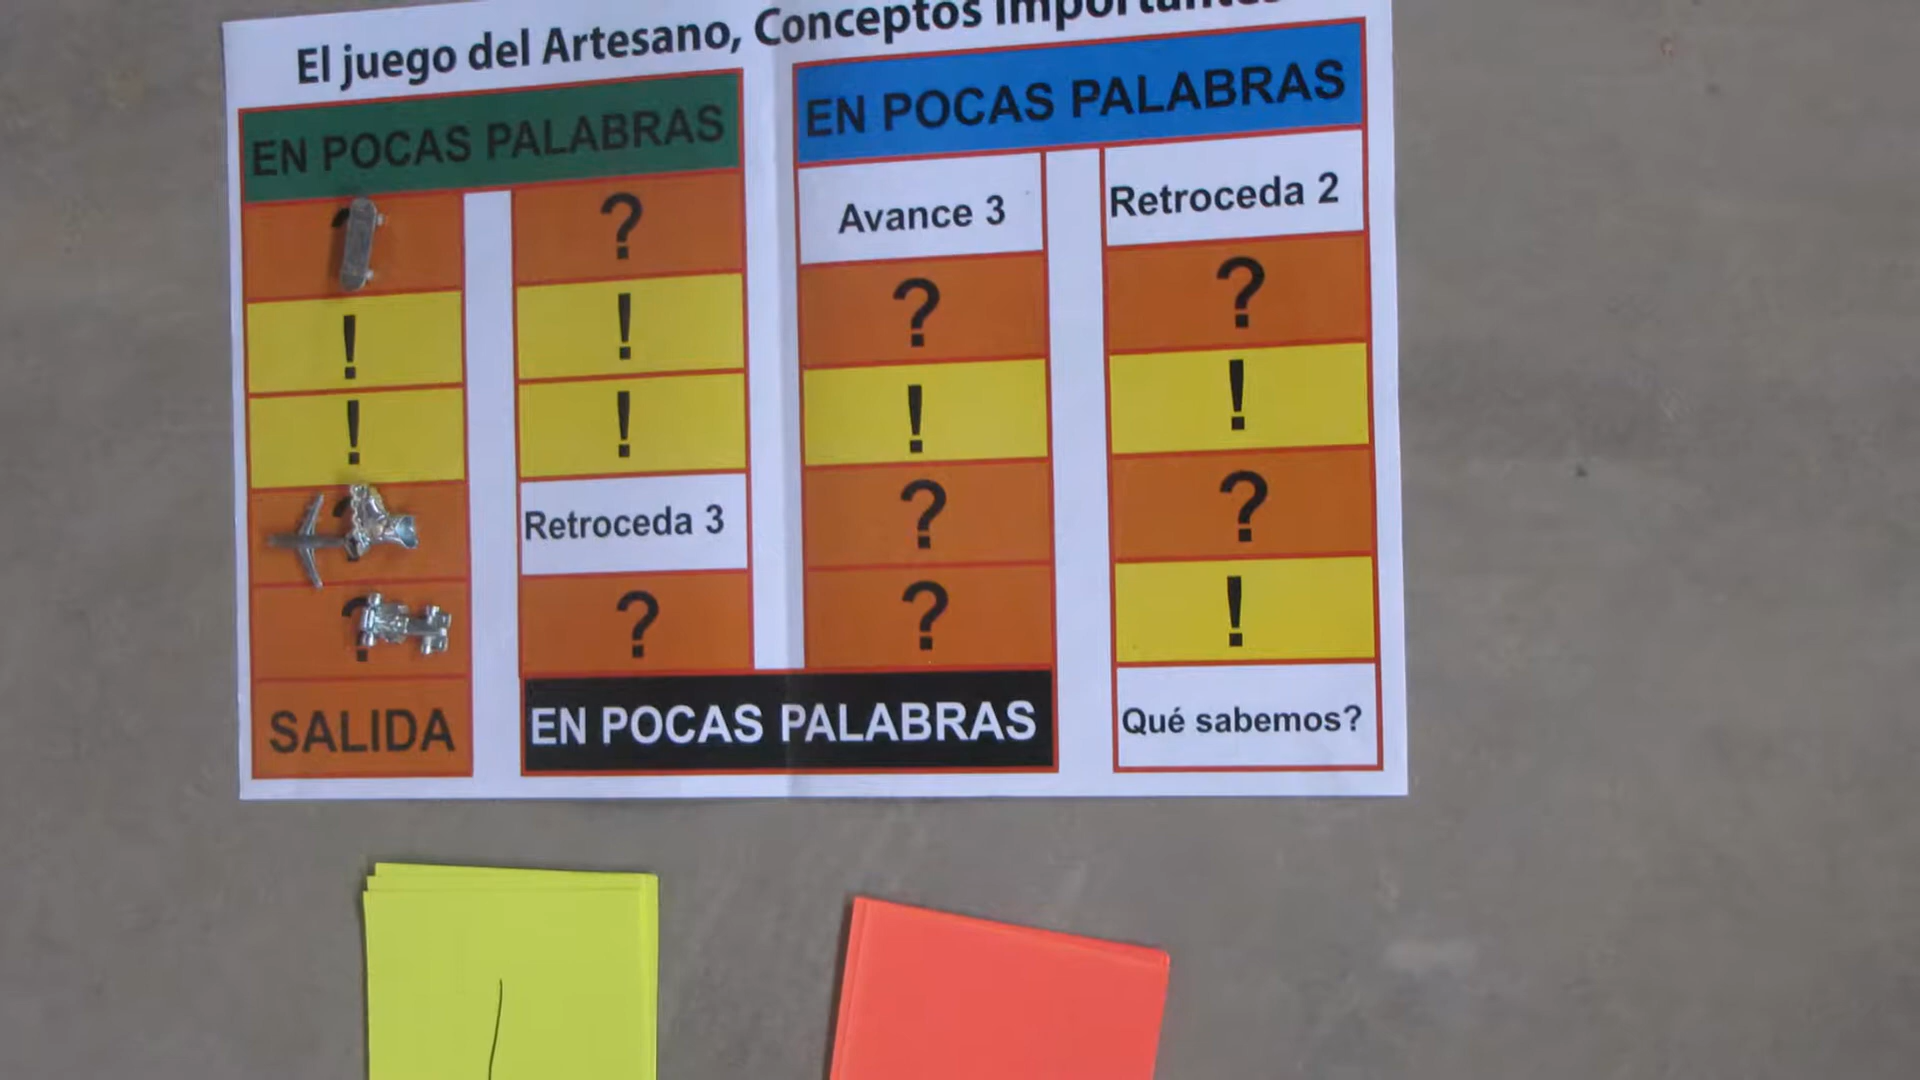 El juego del Artesano, Conceptos Importantes
EN POCAS PALABRAS
?
!
!
?
?
SALIDA
?
!
!
Retroceda 3
?
EN POCAS PALABRAS
EN POCAS PALABRAS
Avance 3
?
!
?
?
Retroceda 2
?
!
?
!
Qué sabemos?